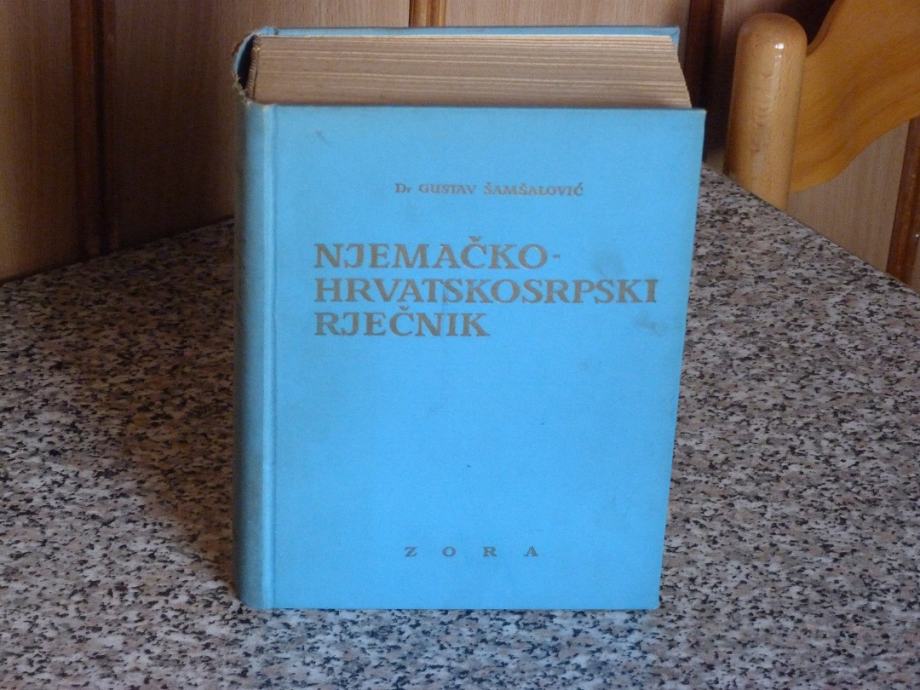 Dr GUSTAV ŠAMŠALOVIĆ
NJEMAČKO-
HRVATSKOSRPSKI
RJEČNIK
ZORA